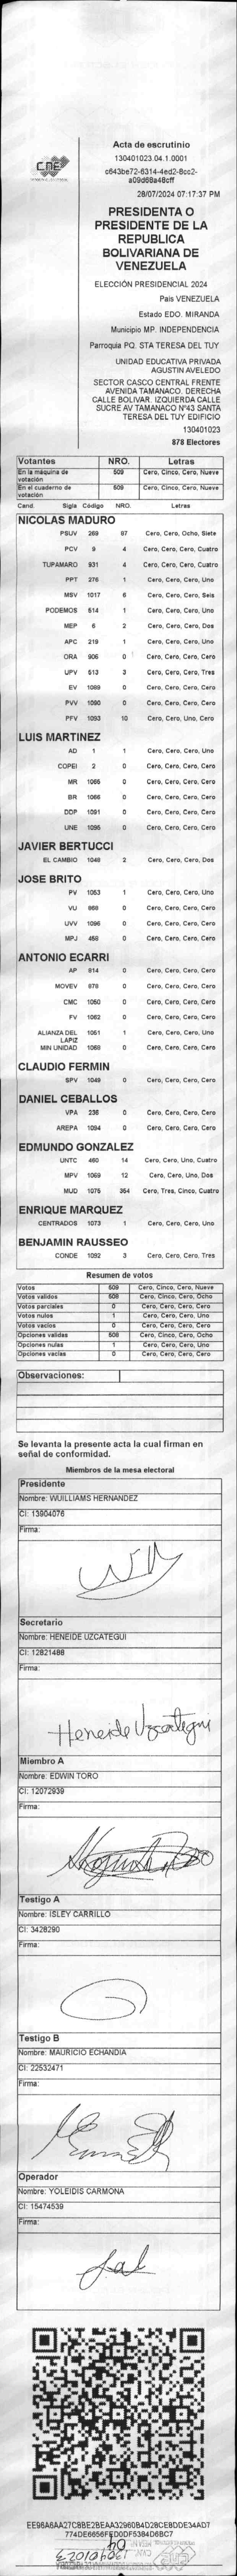 Acta de escrutinio
130401023.04.1.0001
c643be72-6314-4ed2-8cc2-
a09d68a48cff
28/07/2024 07:17:37 PM
CNE
PRESIDENTA O
PRESIDENTE DE LA
REPUBLICA
BOLIVARIANA DE
VENEZUELA
ELECCIÓN PRESIDENCIAL 2024
Pais VENEZUELA
Estado EDO. MIRANDA
Municipio MP. INDEPENDENCIA
Parroquia PQ. STA TERESA DEL TUY
UNIDAD EDUCATIVA PRIVADA
AGUSTIN AVELEDO
SECTOR CASCO CENTRAL FRENTE
AVENIDA TAMANACO. DERECHA
CALLE BOLIVAR. IZQUIERDA CALLE
SUCRE AV TAMANACO Nº43 SANTA
TERESA DEL TUY EDIFICIO
130401023
878 Electores
Votantes NRO. Letras
En la máquina de votación 509 Cero, Cinco, Cero, Nueve
En el cuaderno de votación 509 Cero, Cinco, Cero, Nueve
Cand. Sigla Código NRO. Letras
NICOLAS MADURO
PSUV 269 87 Cero, Cero, Ocho, Siete
PCV 9 4 Cero, Cero, Cero, Cuatro
TUPAMARO 931 4 Cero, Cero, Cero, Cuatro
PPT 276 1 Cero, Cero, Cero, Uno
MSV 1017 6 Cero, Cero, Cero, Seis
PODEMOS 514 1 Cero, Cero, Cero, Uno
MEP 6 2 Cero, Cero, Cero, Dos
APC 219 1 Cero, Cero, Cero, Uno
ORA 906 0 Cero, Cero, Cero, Cero
UPV 513 3 Cero, Cero, Cero, Tres
EV 1089 0 Cero, Cero, Cero, Cero
PVV 1090 0 Cero, Cero, Cero, Cero
PFV 1093 10 Cero, Cero, Uno, Cero
LUIS MARTINEZ
AD 1 1 Cero, Cero, Cero, Uno
COPEI 2 0 Cero, Cero, Cero, Cero
MR 1065 0 Cero, Cero, Cero, Cero
BR 1066 0 Cero, Cero, Cero, Cero
DDP 1091 0 Cero, Cero, Cero, Cero
UNE 1095 0 Cero, Cero, Cero, Cero
JAVIER BERTUCCI
EL CAMBIO 1048 2 Cero, Cero, Cero, Dos
JOSE BRITO
PV 1053 1 Cero, Cero, Cero, Uno
VU 868 0 Cero, Cero, Cero, Cero
UVV 1096 0 Cero, Cero, Cero, Cero
MPJ 458 0 Cero, Cero, Cero, Cero
ANTONIO ECARRI
AP 814 0 Cero, Cero, Cero, Cero
MOVEV 878 0 Cero, Cero, Cero, Cero
CMC 1050 0 Cero, Cero, Cero, Cero
FV 1062 0 Cero, Cero, Cero, Cero
ALIANZA DEL LAPIZ 1051 1 Cero, Cero, Cero, Uno
MIN UNIDAD 1068 0 Cero, Cero, Cero, Cero
CLAUDIO FERMIN
SPV 1049 0 Cero, Cero, Cero, Cero
DANIEL CEBALLOS
VPA 238 0 Cero, Cero, Cero, Cero
AREPA 1094 0 Cero, Cero, Cero, Cero
EDMUNDO GONZALEZ
UNTC 460 14 Cero, Cero, Uno, Cuatro
MPV 1069 12 Cero, Cero, Uno, Dos
MUD 1075 354 Cero, Tres, Cinco, Cuatro
ENRIQUE MARQUEZ
CENTRADOS 1073 1 Cero, Cero, Cero, Uno
BENJAMIN RAUSSEO
CONDE 1092 3 Cero, Cero, Cero, Tres
Resumen de votos
Votos 509 Cero, Cinco, Cero, Nueve
Votos validos 508 Cero, Cinco, Cero, Ocho
Votos parciales 0 Cero, Cero, Cero, Cero
Votos nulos 1 Cero, Cero, Cero, Uno
Votos vacios 0 Cero, Cero, Cero, Cero
Opciones validas 508 Cero, Cinco, Cero, Ocho
Opciones nulas 1 Cero, Cero, Cero, Uno
Opciones vacias 0 Cero, Cero, Cero, Cero
Observaciones:
Se levanta la presente acta la cual firman en
señal de conformidad.
Miembros de la mesa electoral
Presidente
Nombre: WUILLIAMS HERNANDEZ
CI: 13904076
Firma:
Secretario
Nombre: HENEIDE UZCATEGUI
CI: 12821488
Firma:
Heneide Uzcategui
Miembro A
Nombre: EDWIN TORO
CI: 12072939
Firma:
Testigo A
Nombre: ISLEY CARRILLO
CI: 3428290
Firma:
Testigo B
Nombre: MAURICIO ECHANDIA
CI: 22532471
Firma:
Operador
Nombre: YOLEIDIS CARMONA
CI: 15474539
Firma:
EE98A6AA27C8BE2BEAA32960B4D28CE8DDE34AD7
774DE6656FED0DF5384D6BC7
130401023
04